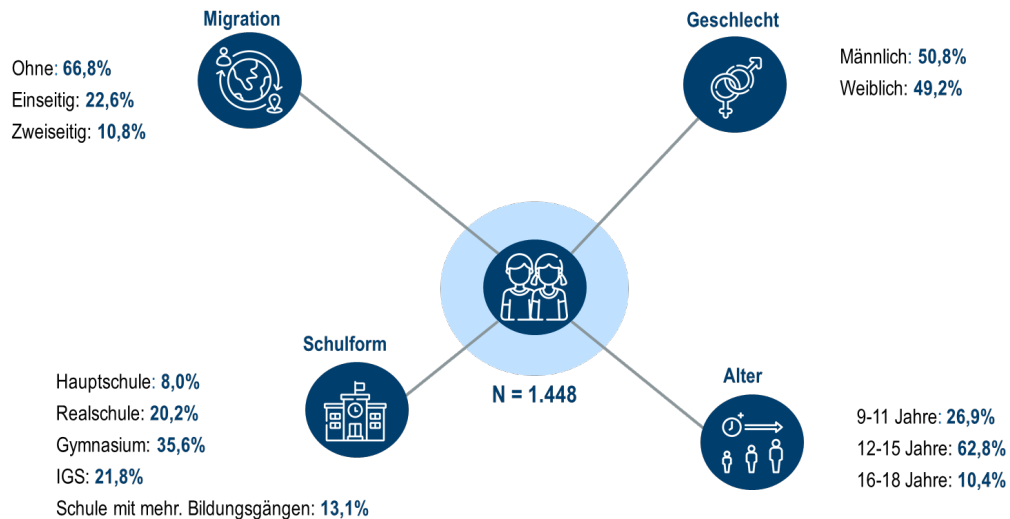 Migration
Ohne: 66,8%
Einseitig: 22,6%
Zweiseitig: 10,8%
Geschlecht
Männlich: 50,8%
Weiblich: 49,2%
N = 1.448
Schulform
Hauptschule: 8,0%
Realschule: 20,2%
Gymnasium: 35,6%
IGS: 21,8%
Schule mit mehr. Bildungsgängen: 13,1%
Alter
9-11 Jahre: 26,9%
12-15 Jahre: 62,8%
16-18 Jahre: 10,4%